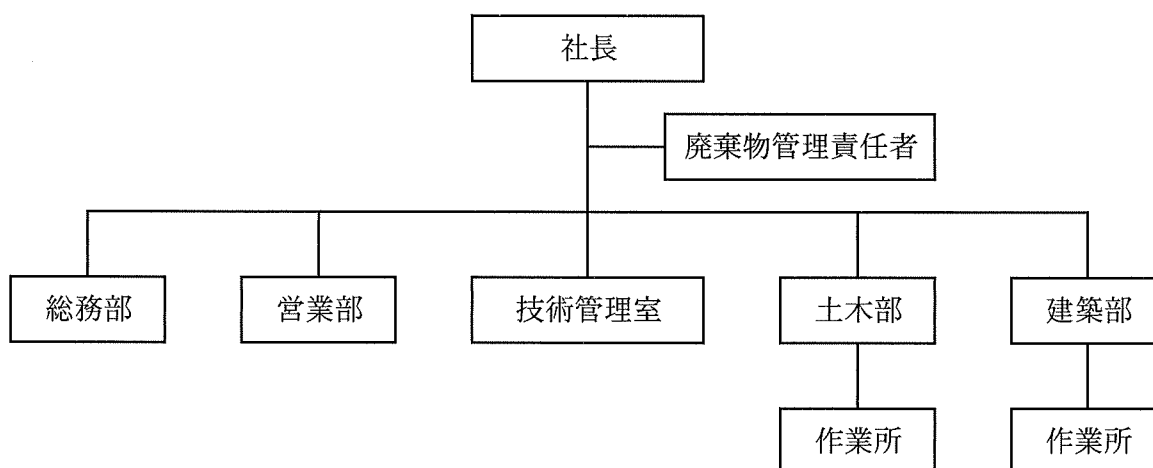 社長
廃棄物管理責任者
総務部
営業部
技術管理室
土木部
建築部
作業所
作業所